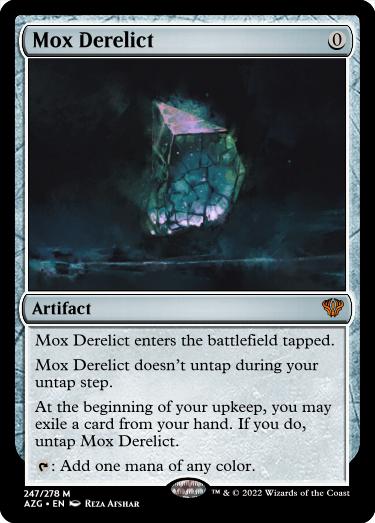 Mox Derelict 0
Artifact
Mox Derelict enters the battlefield tapped.
Mox Derelict doesn't untap during your
untap step.
At the beginning of your upkeep, you may
exile a card from your hand. If you do,
untap Mox Derelict.
: Add one mana of any color.
247/278 M
AZG • EN Reza Afshar
™ & © 2022 Wizards of the Coast